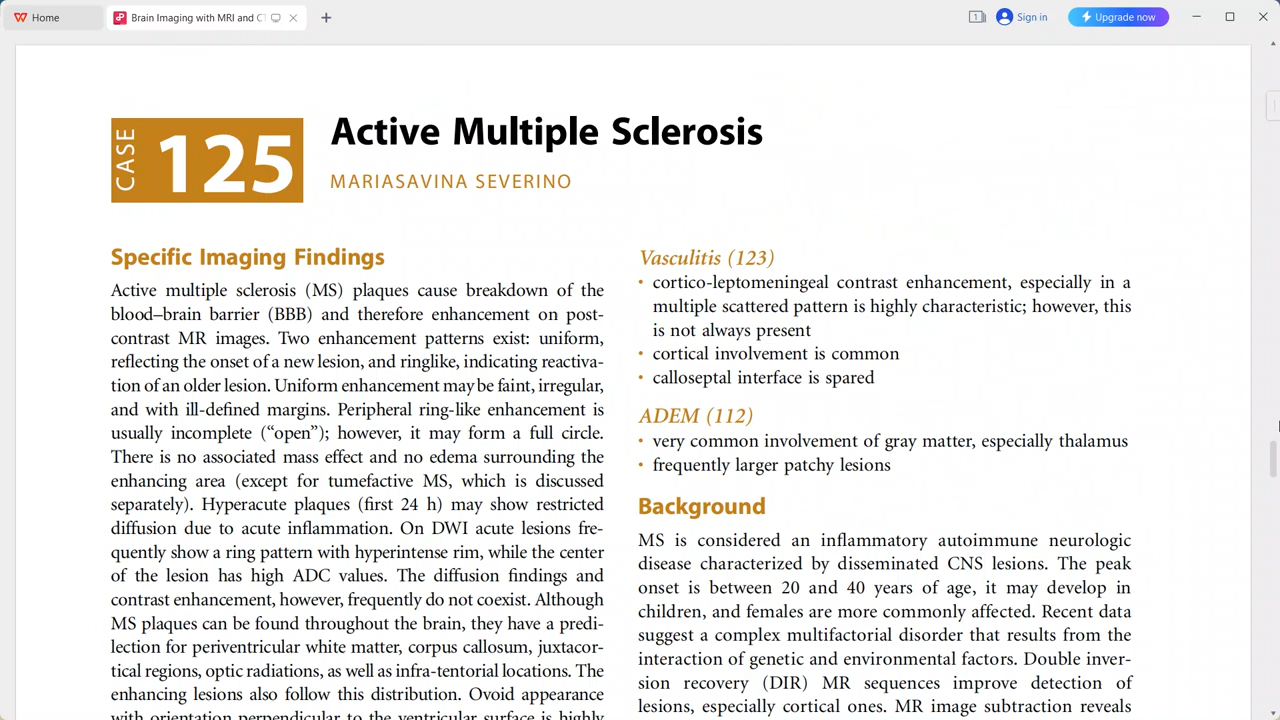 Home
Brain Imaging with MRI and C
1
Sign in
Upgrade now
CASE
125
Active Multiple Sclerosis
MARIASAVINA SEVERINO
Specific Imaging Findings
Active multiple sclerosis (MS) plaques cause breakdown of the
blood–brain barrier (BBB) and therefore enhancement on post-
contrast MR images. Two enhancement patterns exist: uniform,
reflecting the onset of a new lesion, and ringlike, indicating reactiva-
tion of an older lesion. Uniform enhancement may be faint, irregular,
and with ill-defined margins. Peripheral ring-like enhancement is
usually incomplete (“open”); however, it may form a full circle.
There is no associated mass effect and no edema surrounding the
enhancing area (except for tumefactive MS, which is discussed
separately). Hyperacute plaques (first 24 h) may show restricted
diffusion due to acute inflammation. On DWI acute lesions fre-
quently show a ring pattern with hyperintense rim, while the center
of the lesion has high ADC values. The diffusion findings and
contrast enhancement, however, frequently do not coexist. Although
MS plaques can be found throughout the brain, they have a predi-
lection for periventricular white matter, corpus callosum, juxtacor-
tical regions, optic radiations, as well as infra-tentorial locations. The
enhancing lesions also follow this distribution. Ovoid appearance
with orientation perpendicular to the ventricular surface is highly
Vasculitis (123)
• cortico-leptomeningeal contrast enhancement, especially in a
multiple scattered pattern is highly characteristic; however, this
is not always present
• cortical involvement is common
• calloseptal interface is spared
ADEM (112)
• very common involvement of gray matter, especially thalamus
• frequently larger patchy lesions
Background
MS is considered an inflammatory autoimmune neurologic
disease characterized by disseminated CNS lesions. The peak
onset is between 20 and 40 years of age, it may develop in
children, and females are more commonly affected. Recent data
suggest a complex multifactorial disorder that results from the
interaction of genetic and environmental factors. Double inver-
sion recovery (DIR) MR sequences improve detection of
lesions, especially cortical ones. MR image subtraction reveals